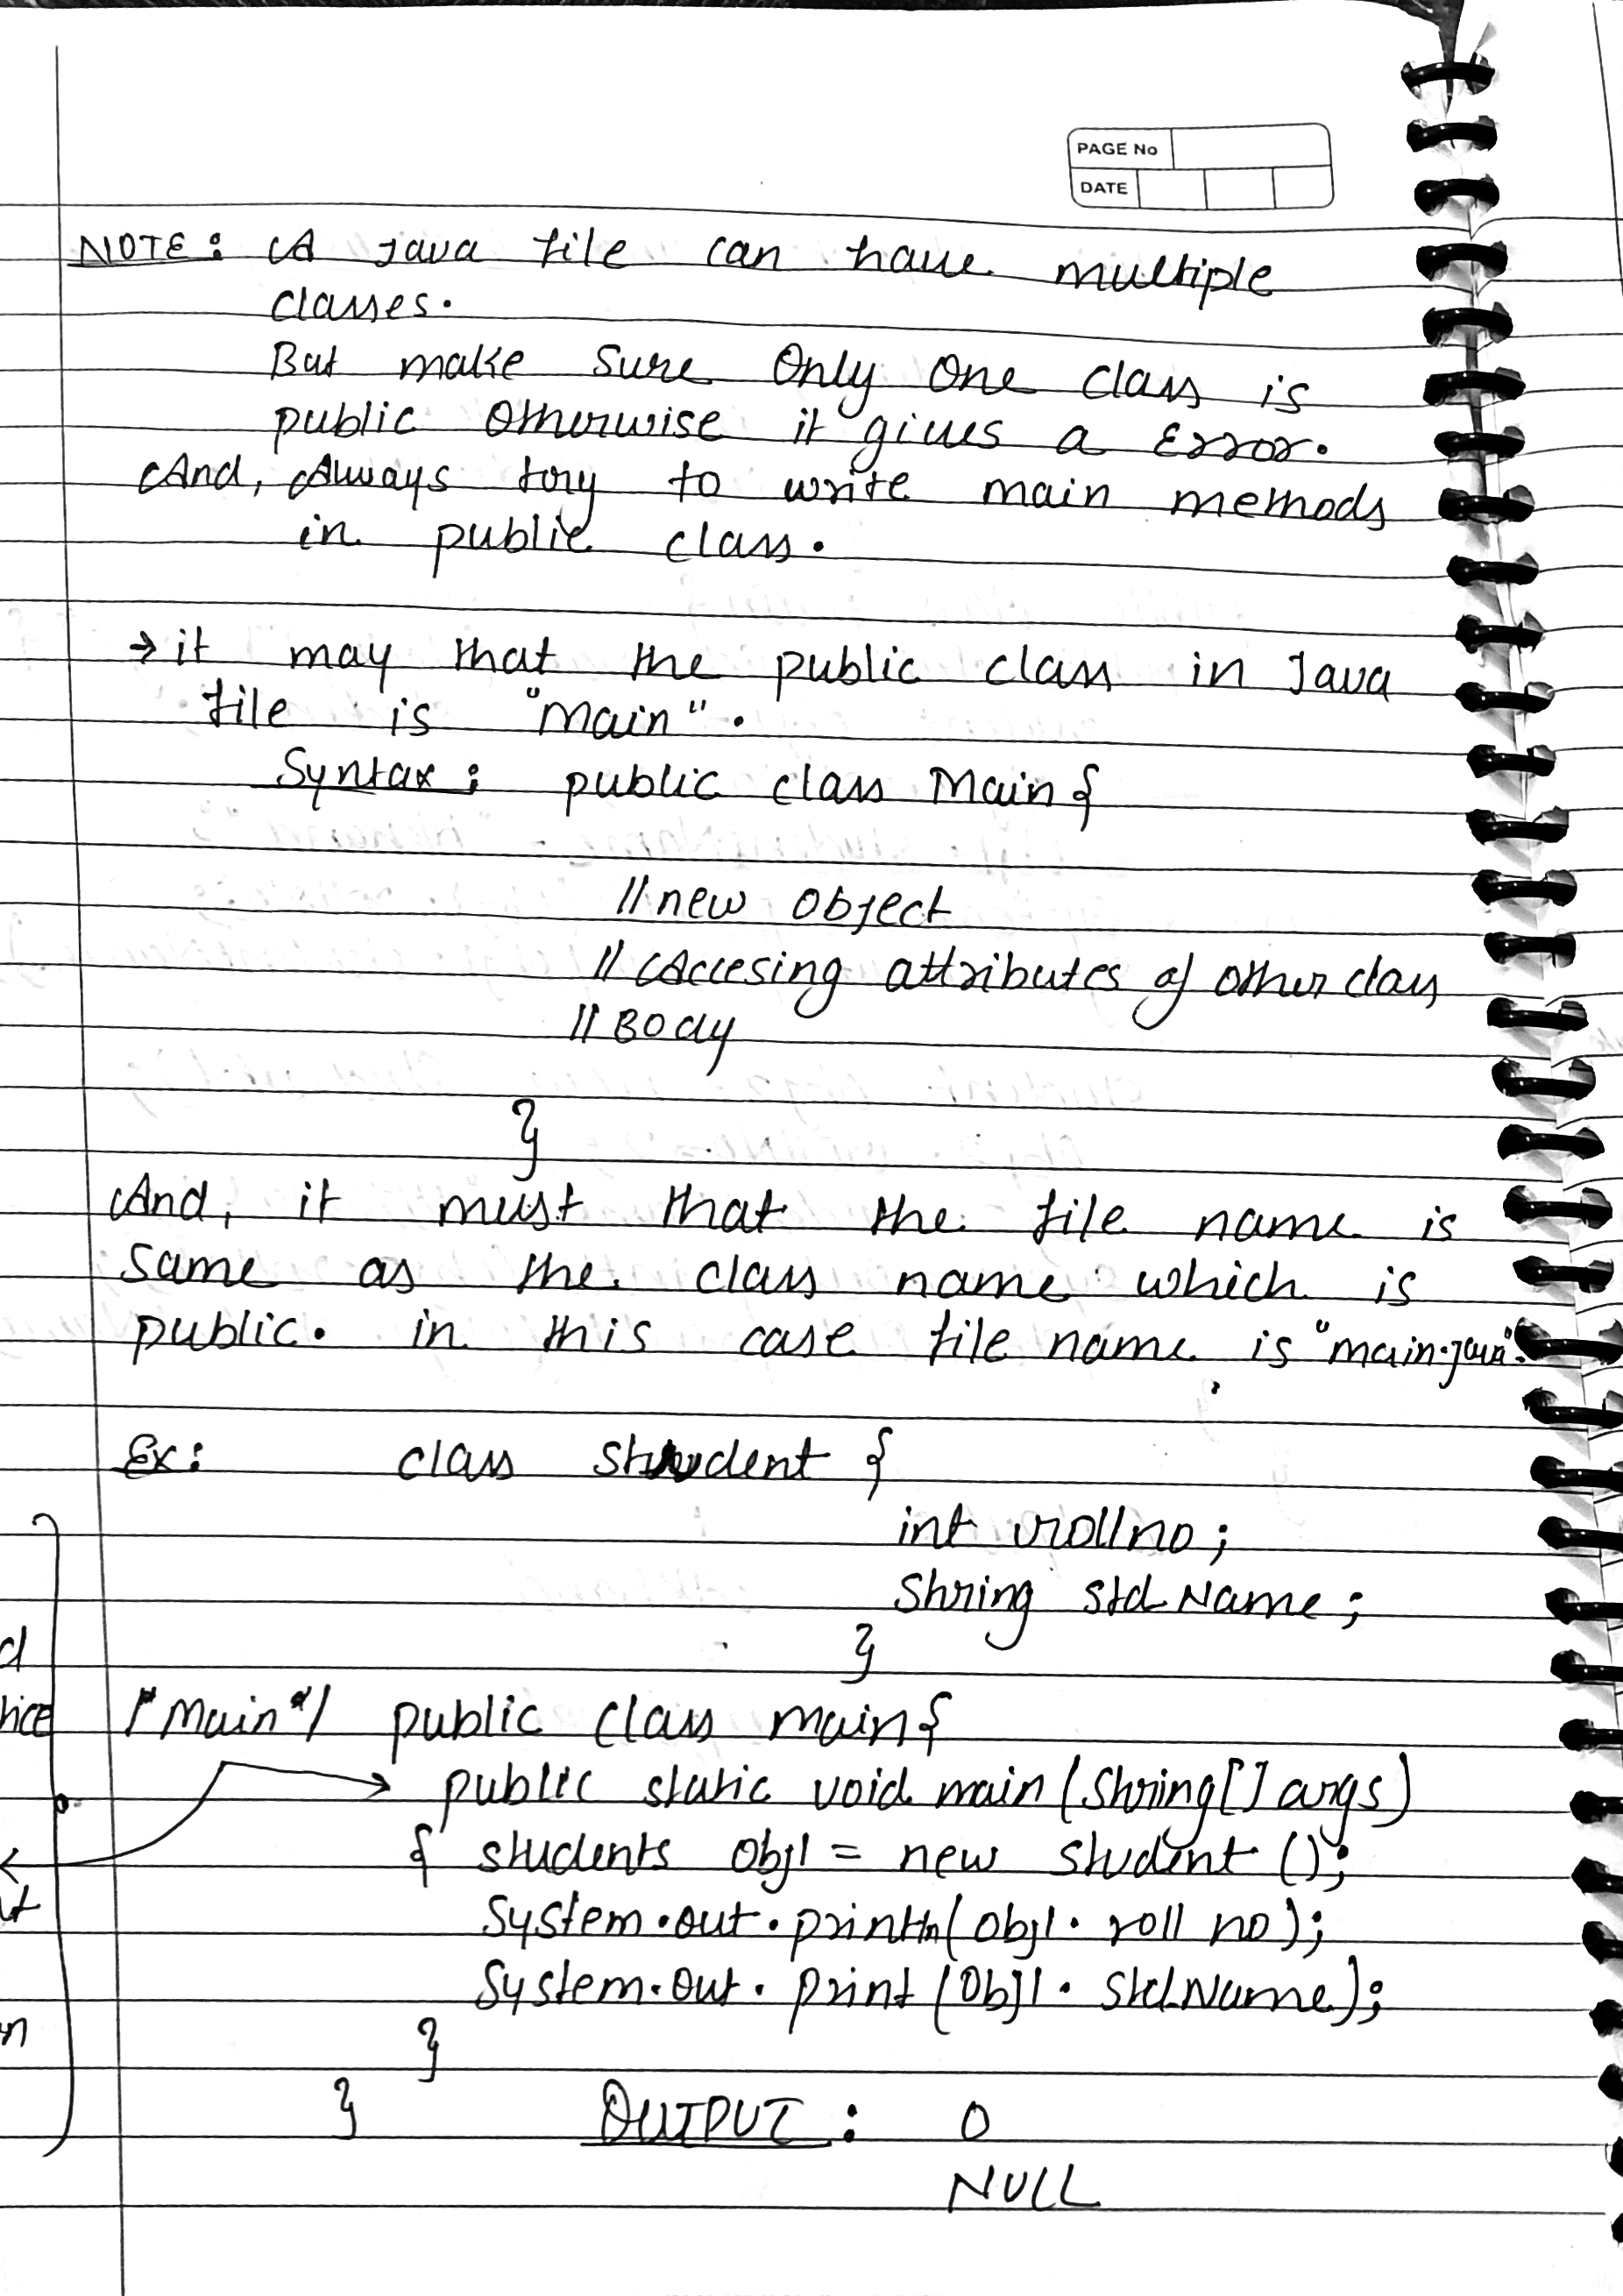 PAGE No
DATE
NOTE: A Java file can have multiple
classes.
But make sure Only One class is
public Otherwise it gives a Error.
And, Always try to write main methods
in public class.
→ it may that the public class in Java
file is "main".
Syntax: public class Main {
// new object
// Accesing attributes of other class
// Body
}
And, it must that the file name is
same as the class name which is
public. in this case file name is "main.java".
Ex: class student {
int rollno;
String stdName;
}
/*Main*/ public class main{
public static void main(String[] args)
{ students obj1 = new student ();
System.out.println(obj1. roll no);
System.out. print (Obj1. stdName);
}
}
OUTPUT: 0
NULL